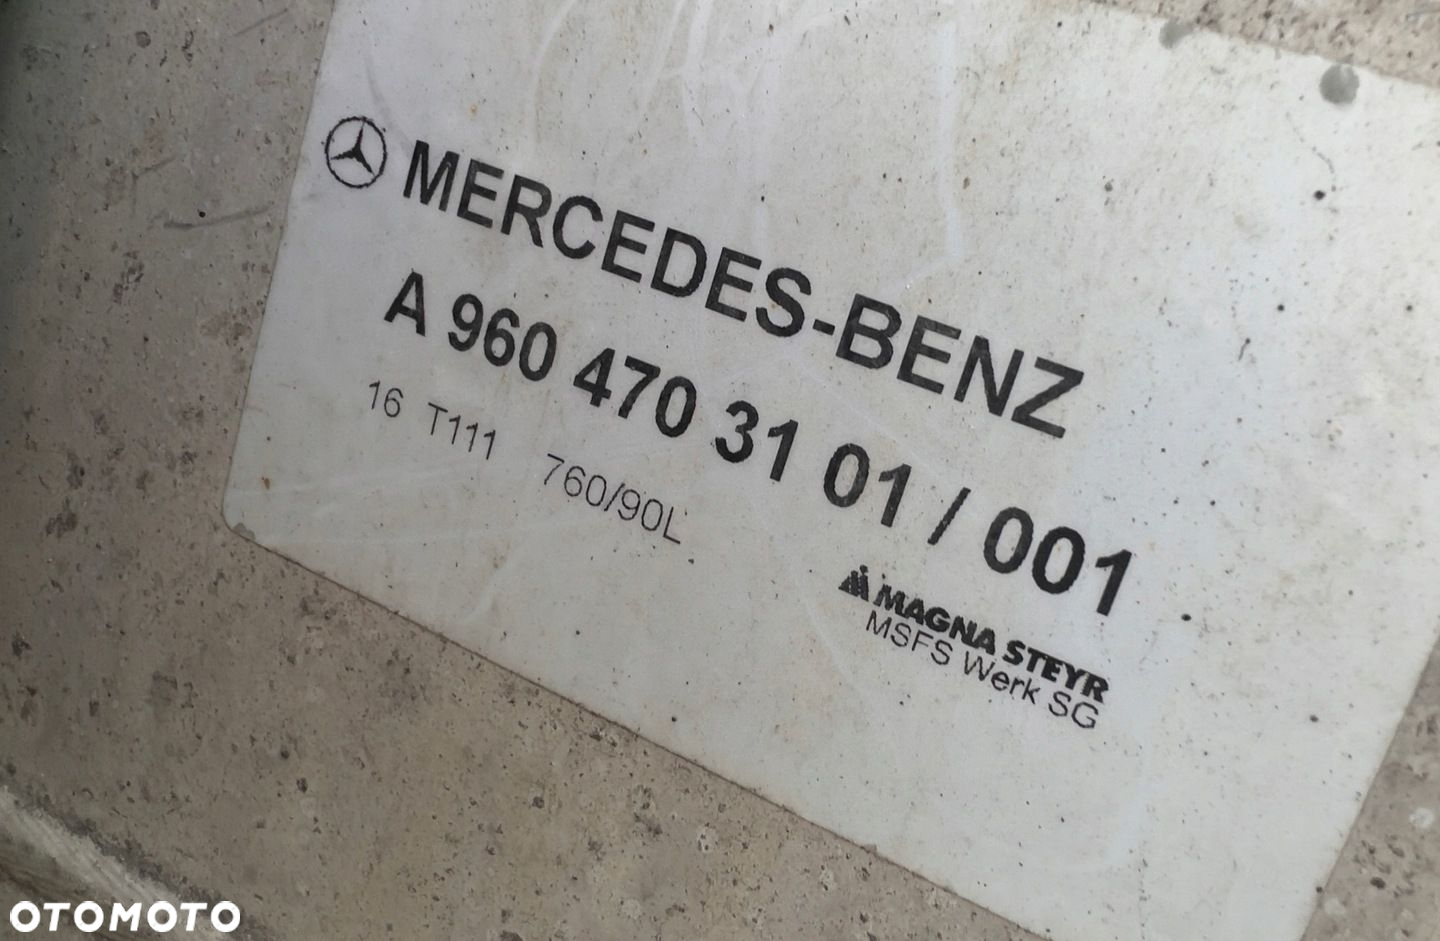 MERCEDES-BENZ
A 960 470 31 01 / 001
16 T111 760/90L
MAGNA STEYR
MSFS Werk SG
OTOMOTO